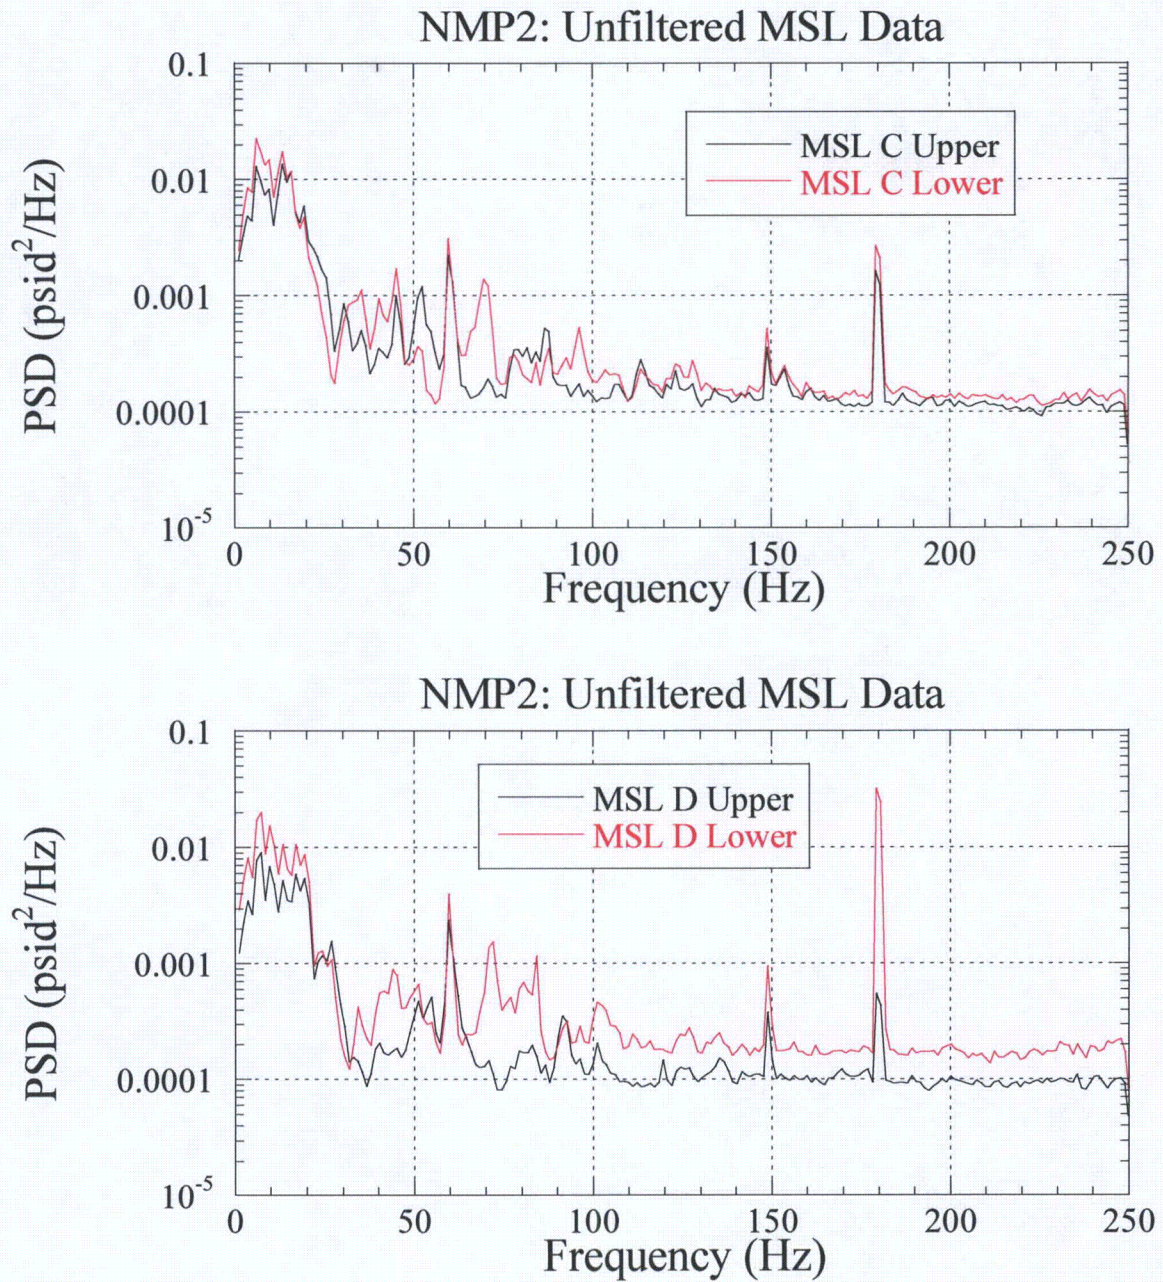 NMP2: Unfiltered MSL Data
0.1
0.01
0.001
0.0001
10⁻⁵
PSD (psid²/Hz)
MSL C Upper
MSL C Lower
0 50 100 150 200 250
Frequency (Hz)
NMP2: Unfiltered MSL Data
0.1
0.01
0.001
0.0001
10⁻⁵
PSD (psid²/Hz)
MSL D Upper
MSL D Lower
0 50 100 150 200 250
Frequency (Hz)